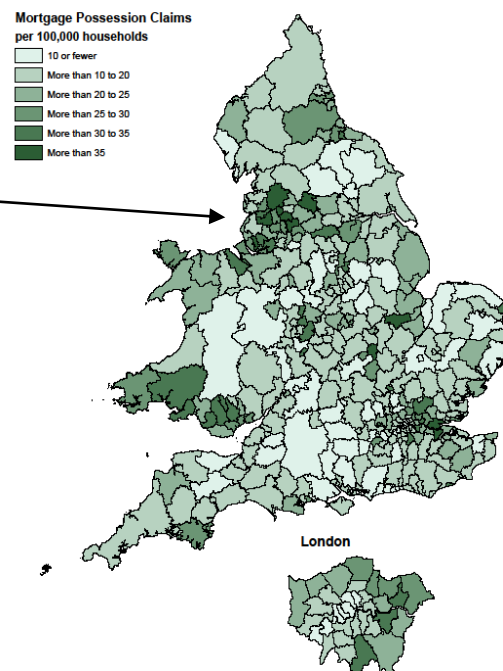 Mortgage Possession Claims
per 100,000 households
10 or fewer
More than 10 to 20
More than 20 to 25
More than 25 to 30
More than 30 to 35
More than 35
London